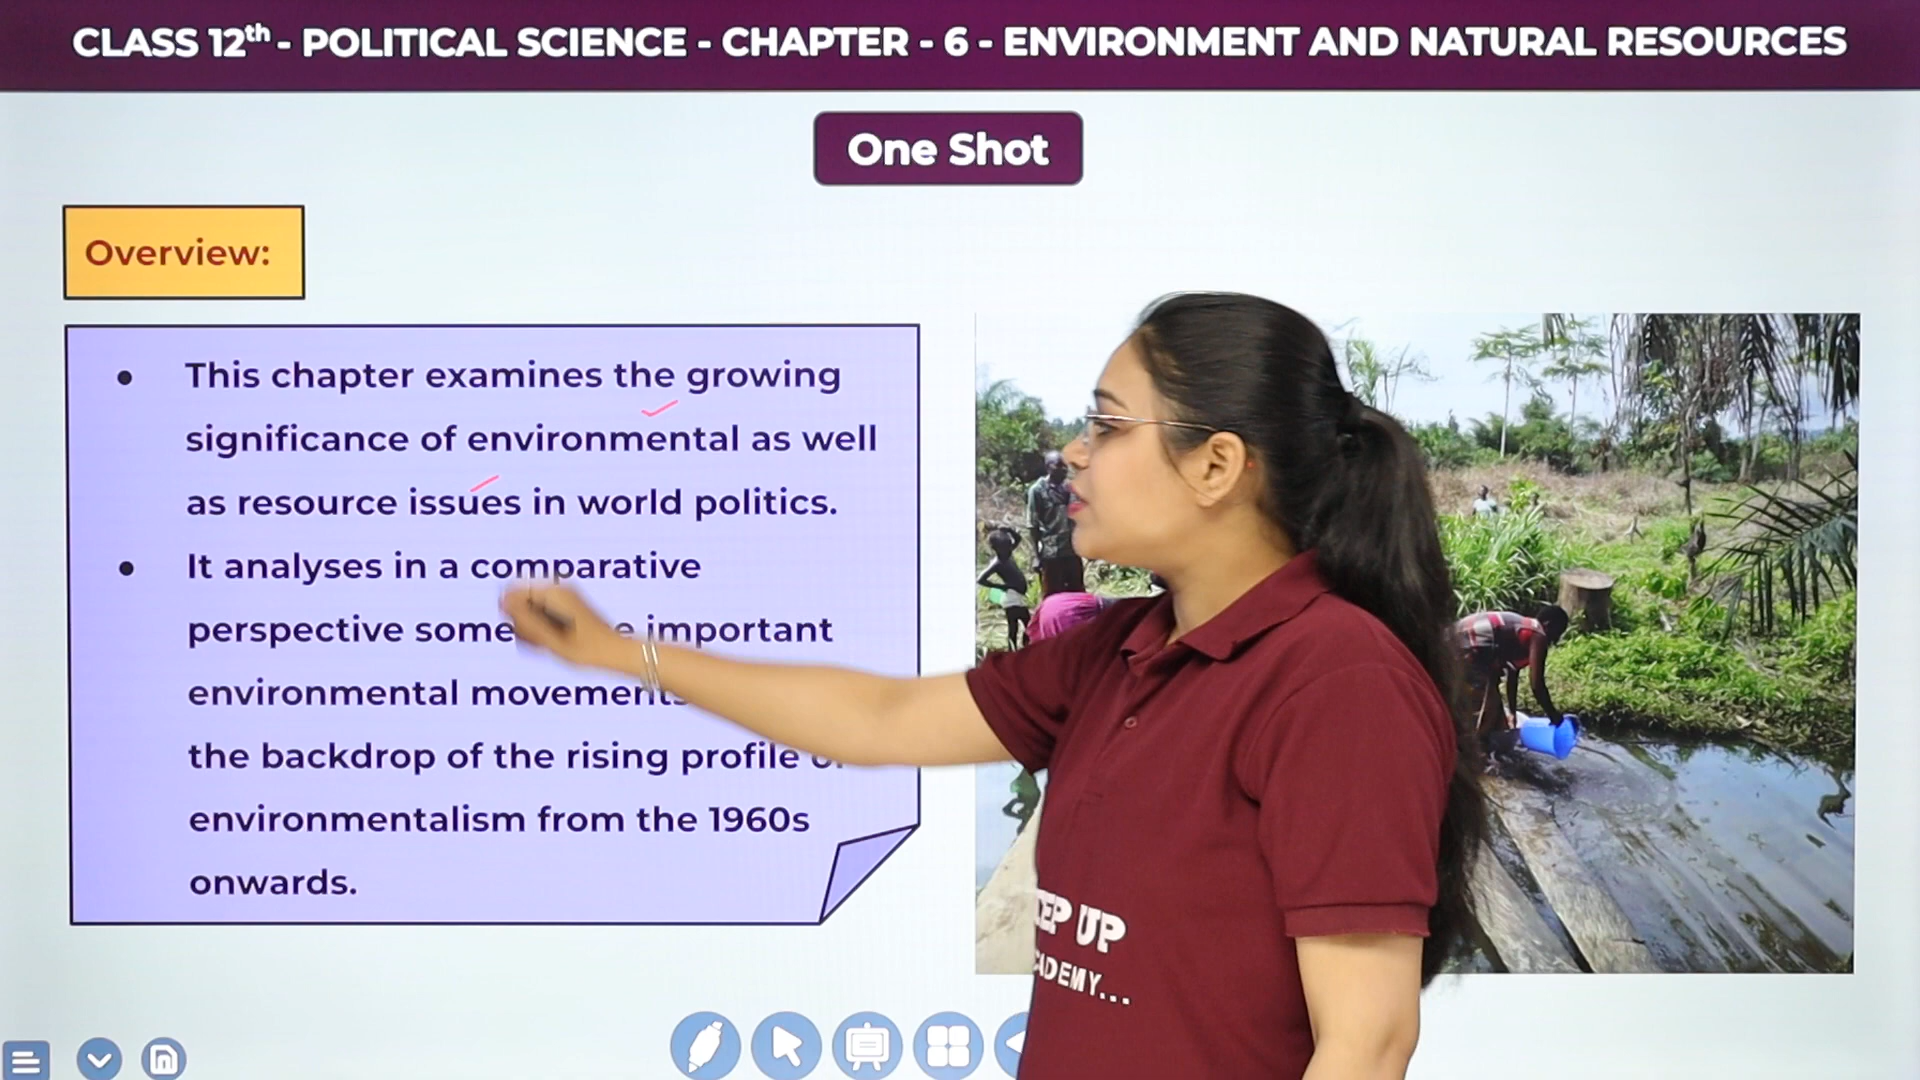 CLASS 12th - POLITICAL SCIENCE - CHAPTER - 6 - ENVIRONMENT AND NATURAL RESOURCES
One Shot
Overview:
● This chapter examines the growing
significance of environmental as well
as resource issues in world politics.
● It analyses in a comparative
perspective some important
environmental movements
the backdrop of the rising profile
environmentalism from the 1960s
onwards.
UP